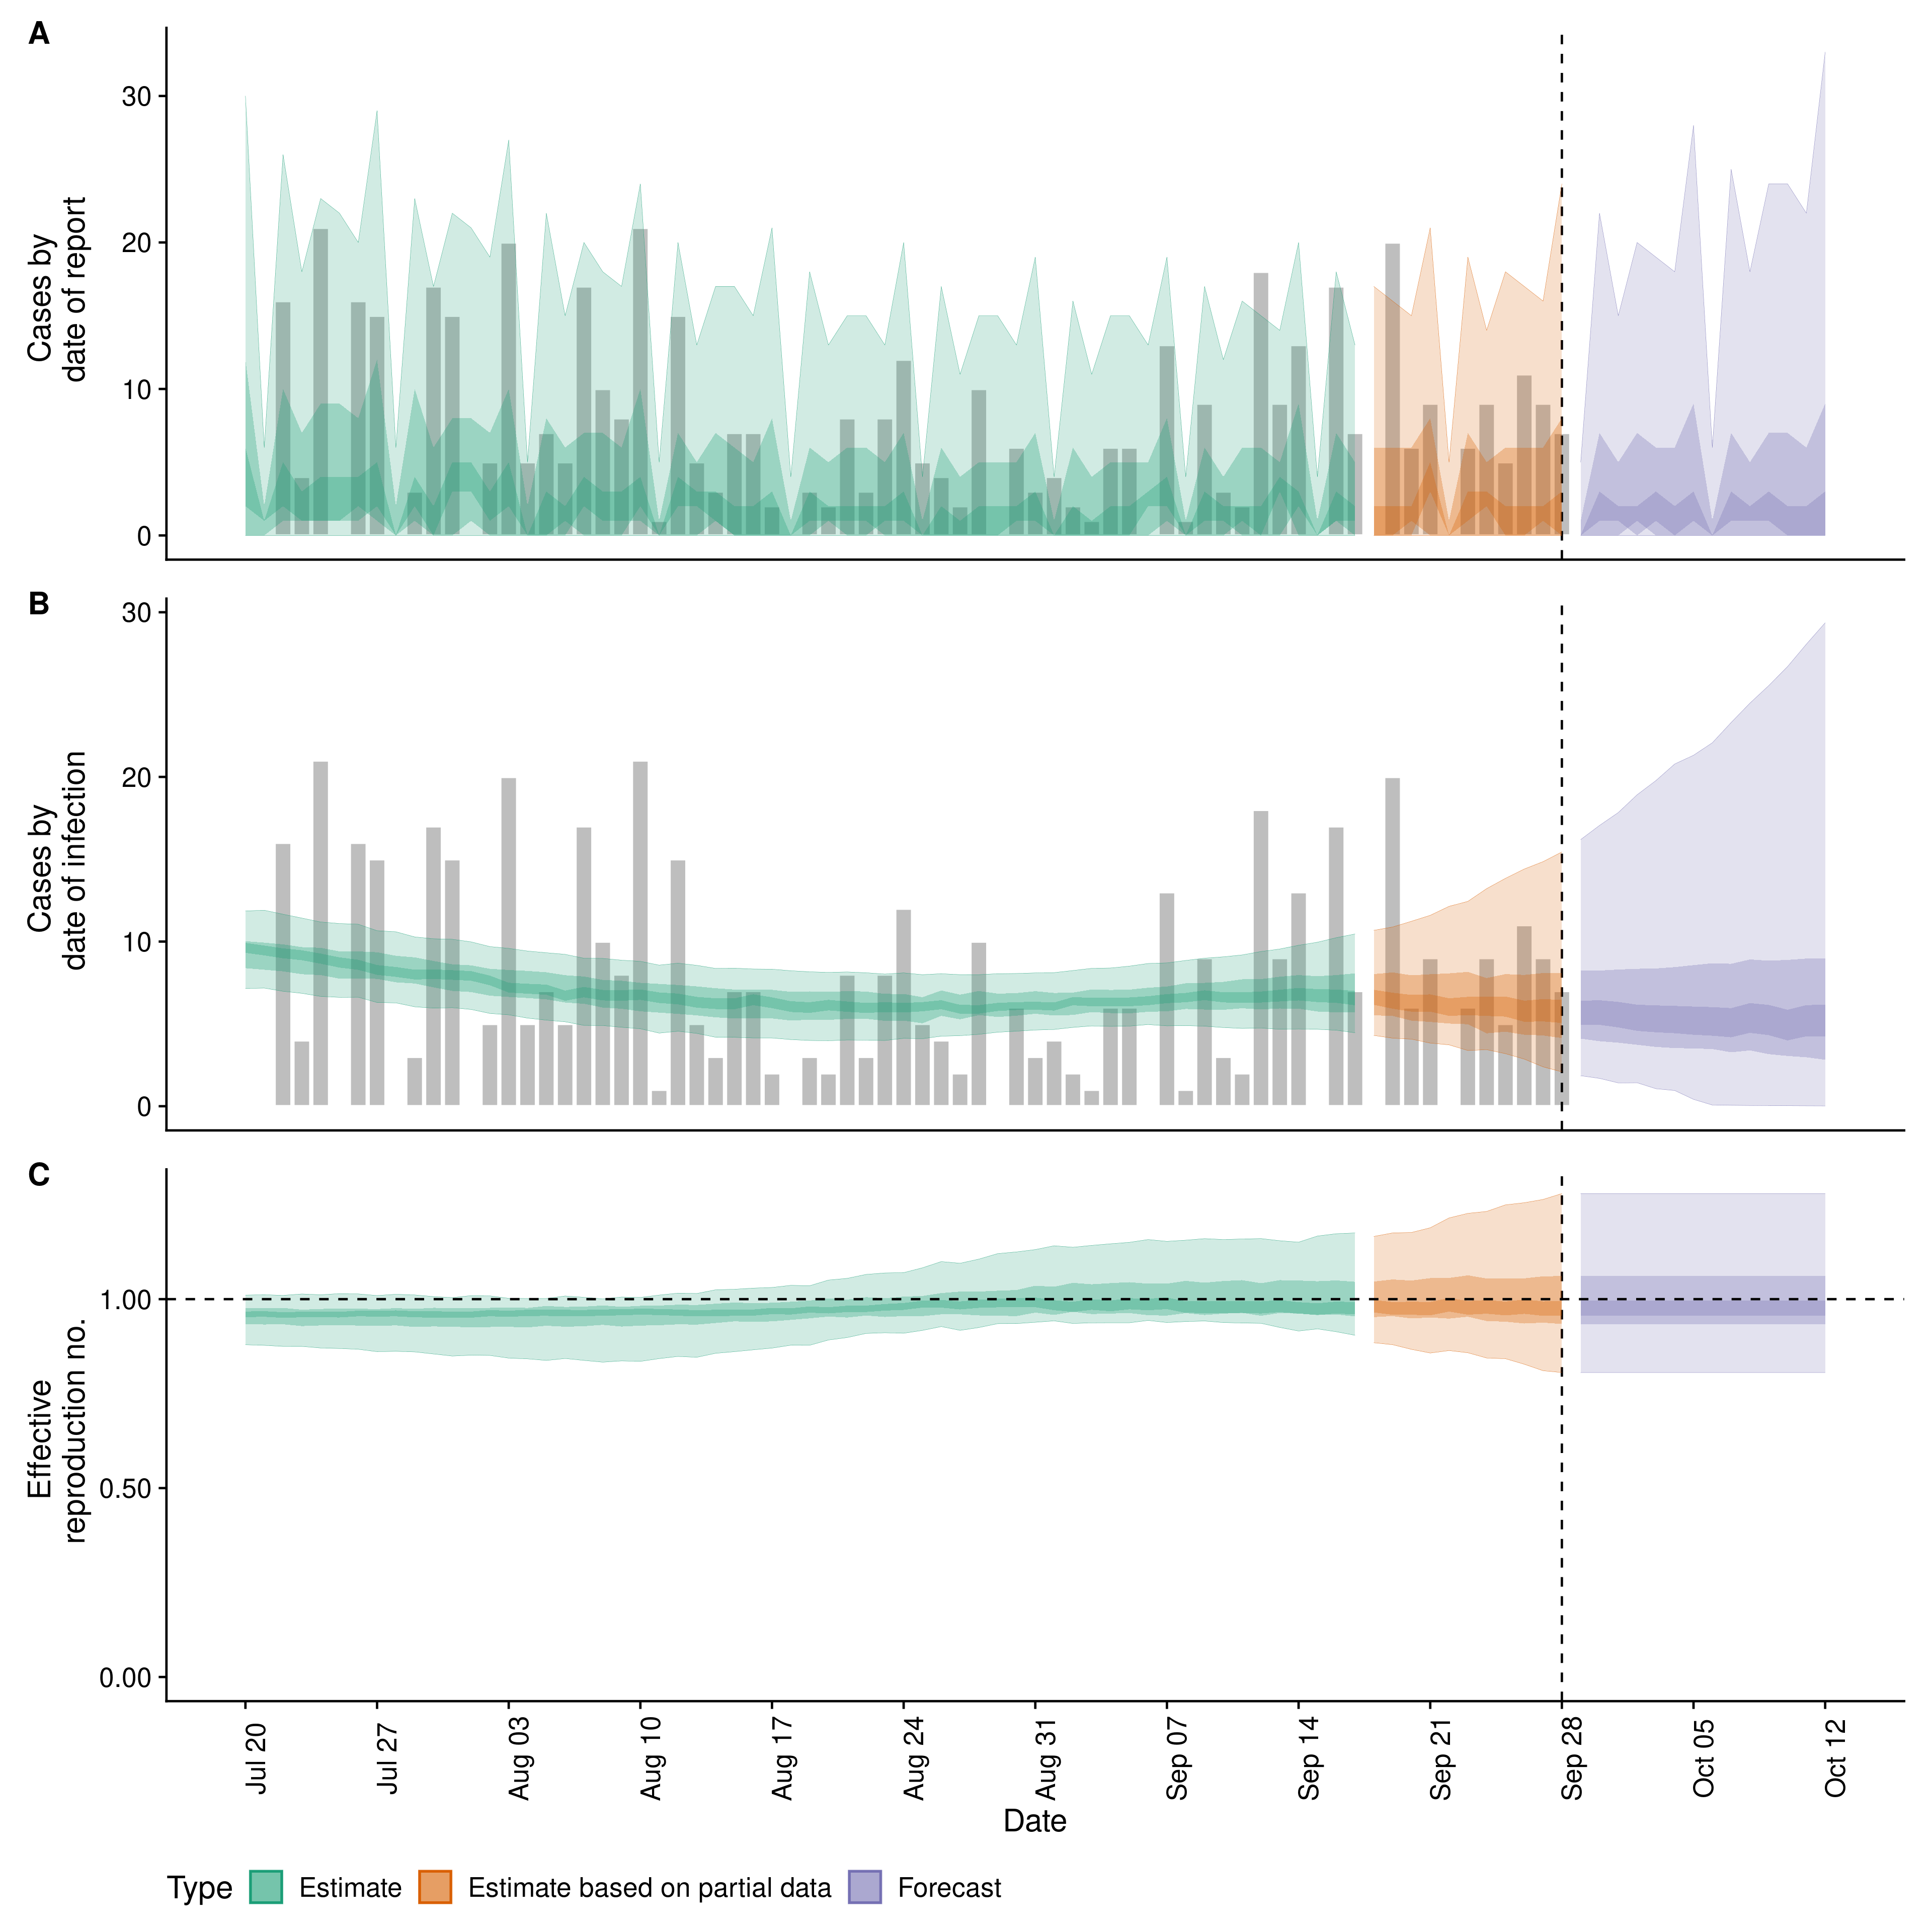 A
Cases by
date of report
30
20
10
0
B
Cases by
date of infection
30
20
10
0
C
Effective
reproduction no.
1.00
0.50
0.00
Jul 20
Jul 27
Aug 03
Aug 10
Aug 17
Aug 24
Aug 31
Sep 07
Sep 14
Sep 21
Sep 28
Oct 05
Oct 12
Date
Type Estimate Estimate based on partial data Forecast